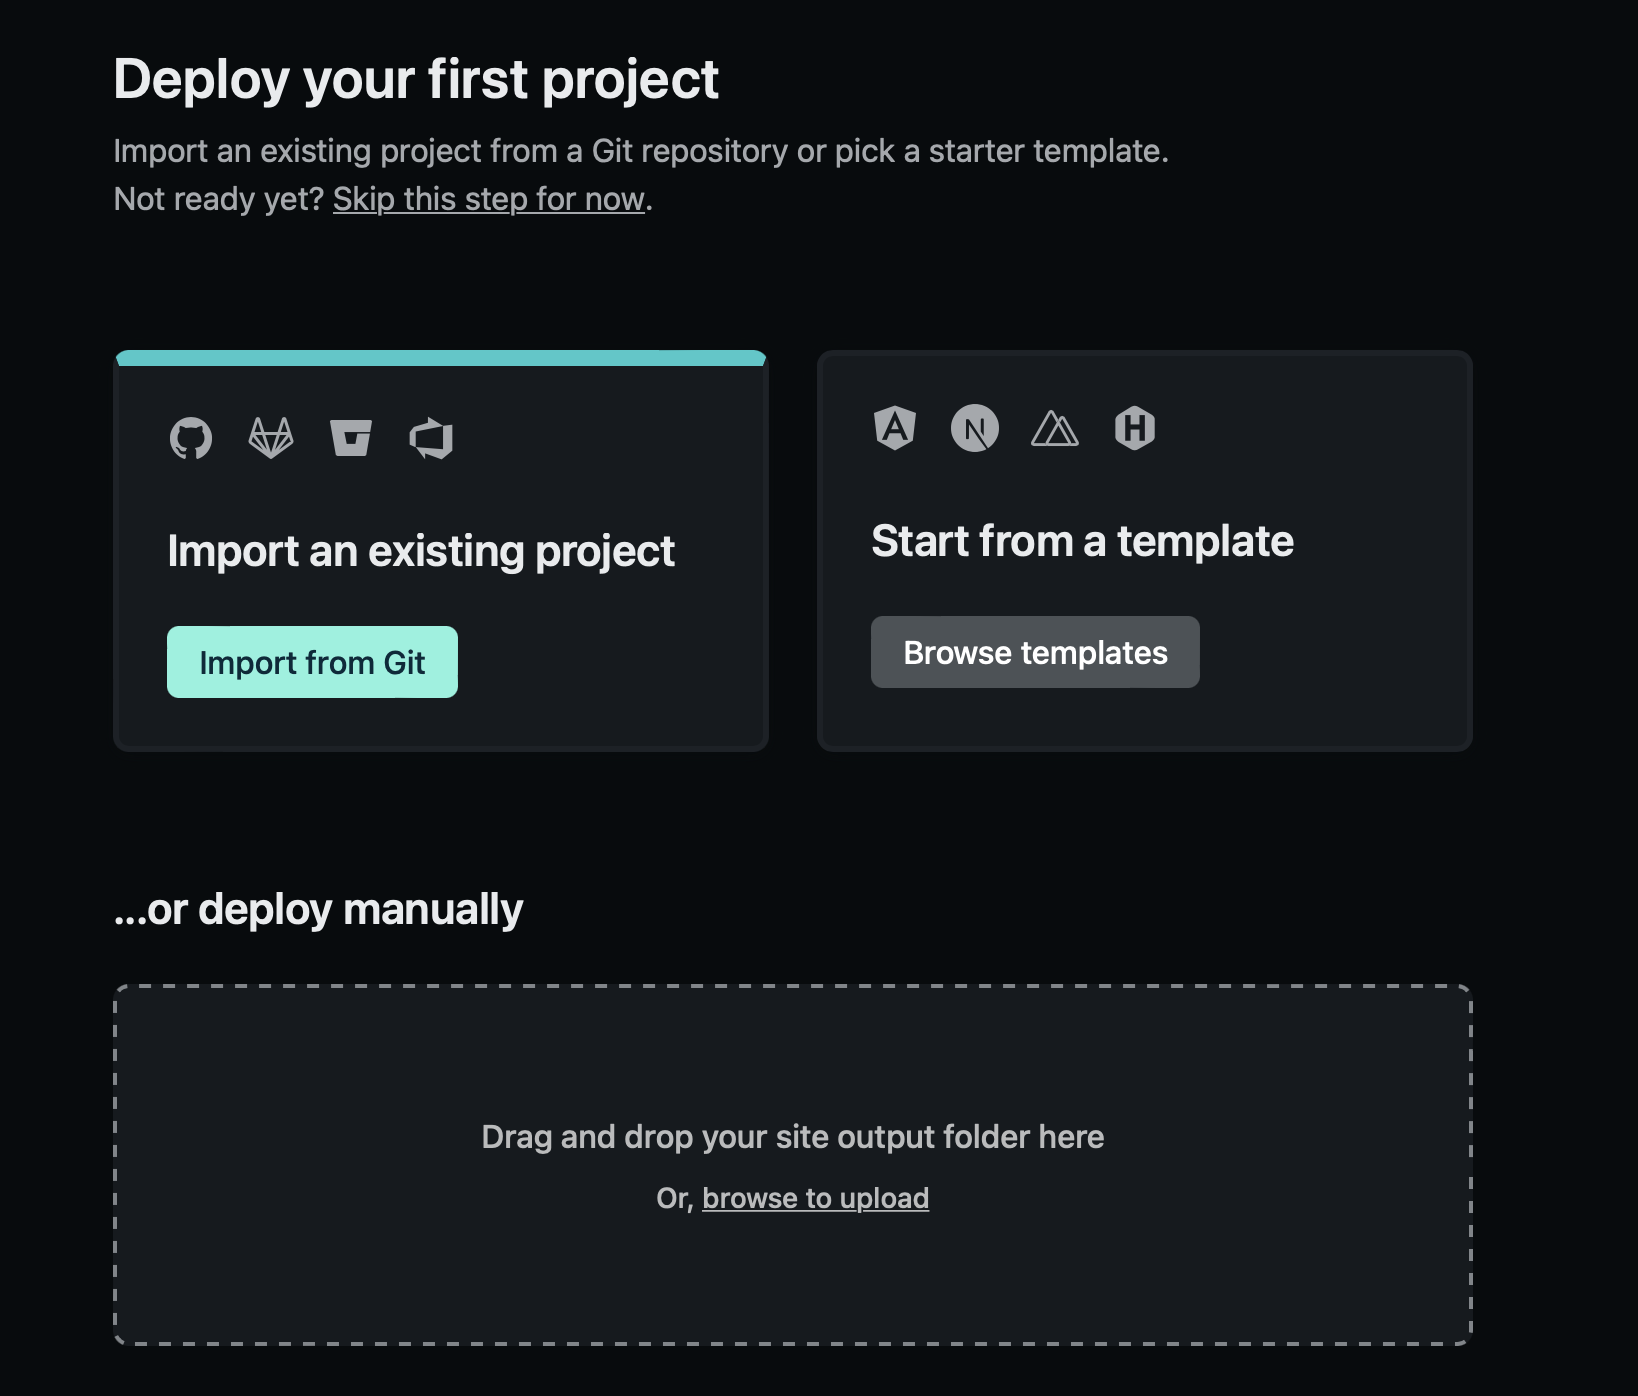 Deploy your first project
Import an existing project from a Git repository or pick a starter template.
Not ready yet? Skip this step for now.
Import an existing project
Import from Git
Start from a template
Browse templates
...or deploy manually
Drag and drop your site output folder here
Or, browse to upload